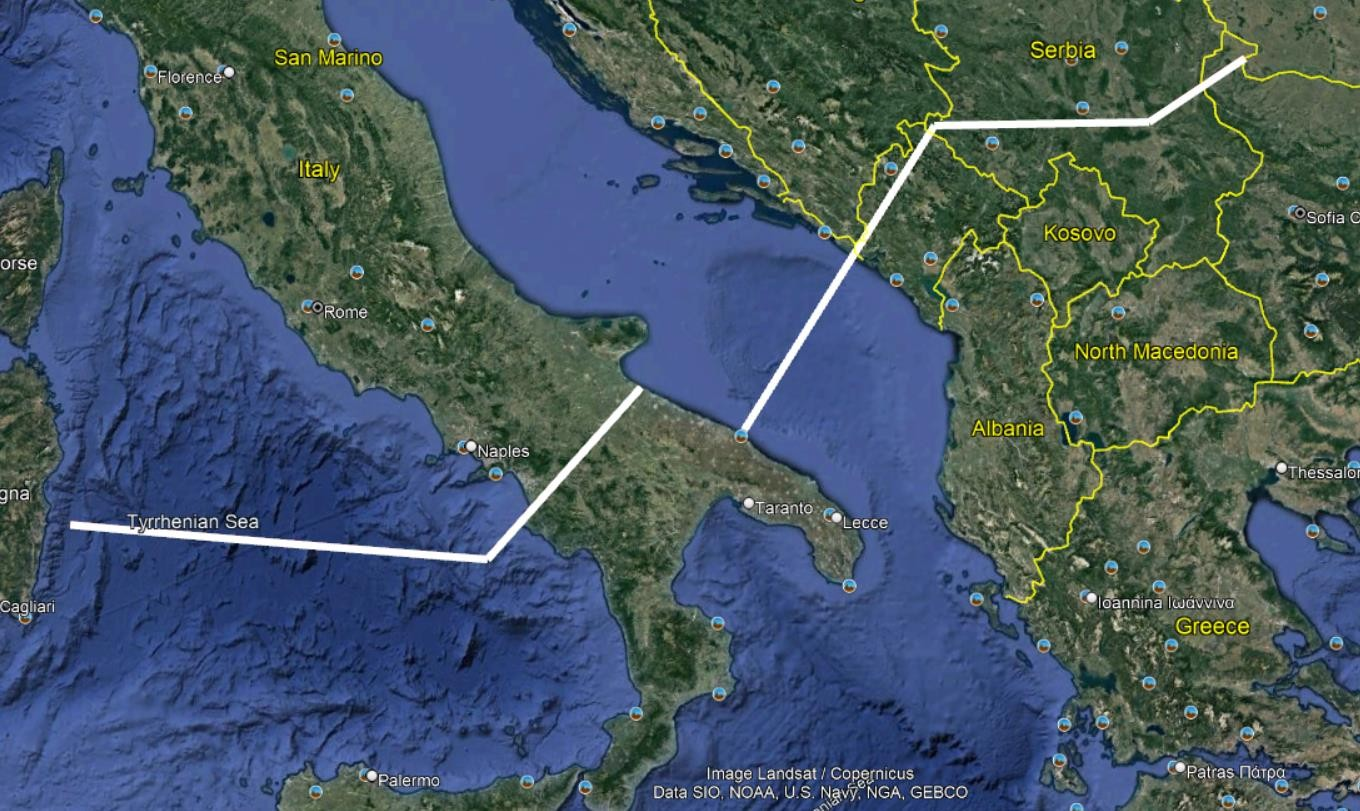 San Marino
Serbia
Florence
Italy
Sofia C
Kosovo
orse
Rome
North Macedonia
Albania
Naples
Thessalor
gna
Taranto
Tyrrhenian Sea
Lecce
Cagliari
Ioannina Ιωάννινα
Greece
Palermo
Image Landsat / Copernicus
Patras Πάτρα
Data SIO, NOAA, U.S. Navy, NGA, GEBCO